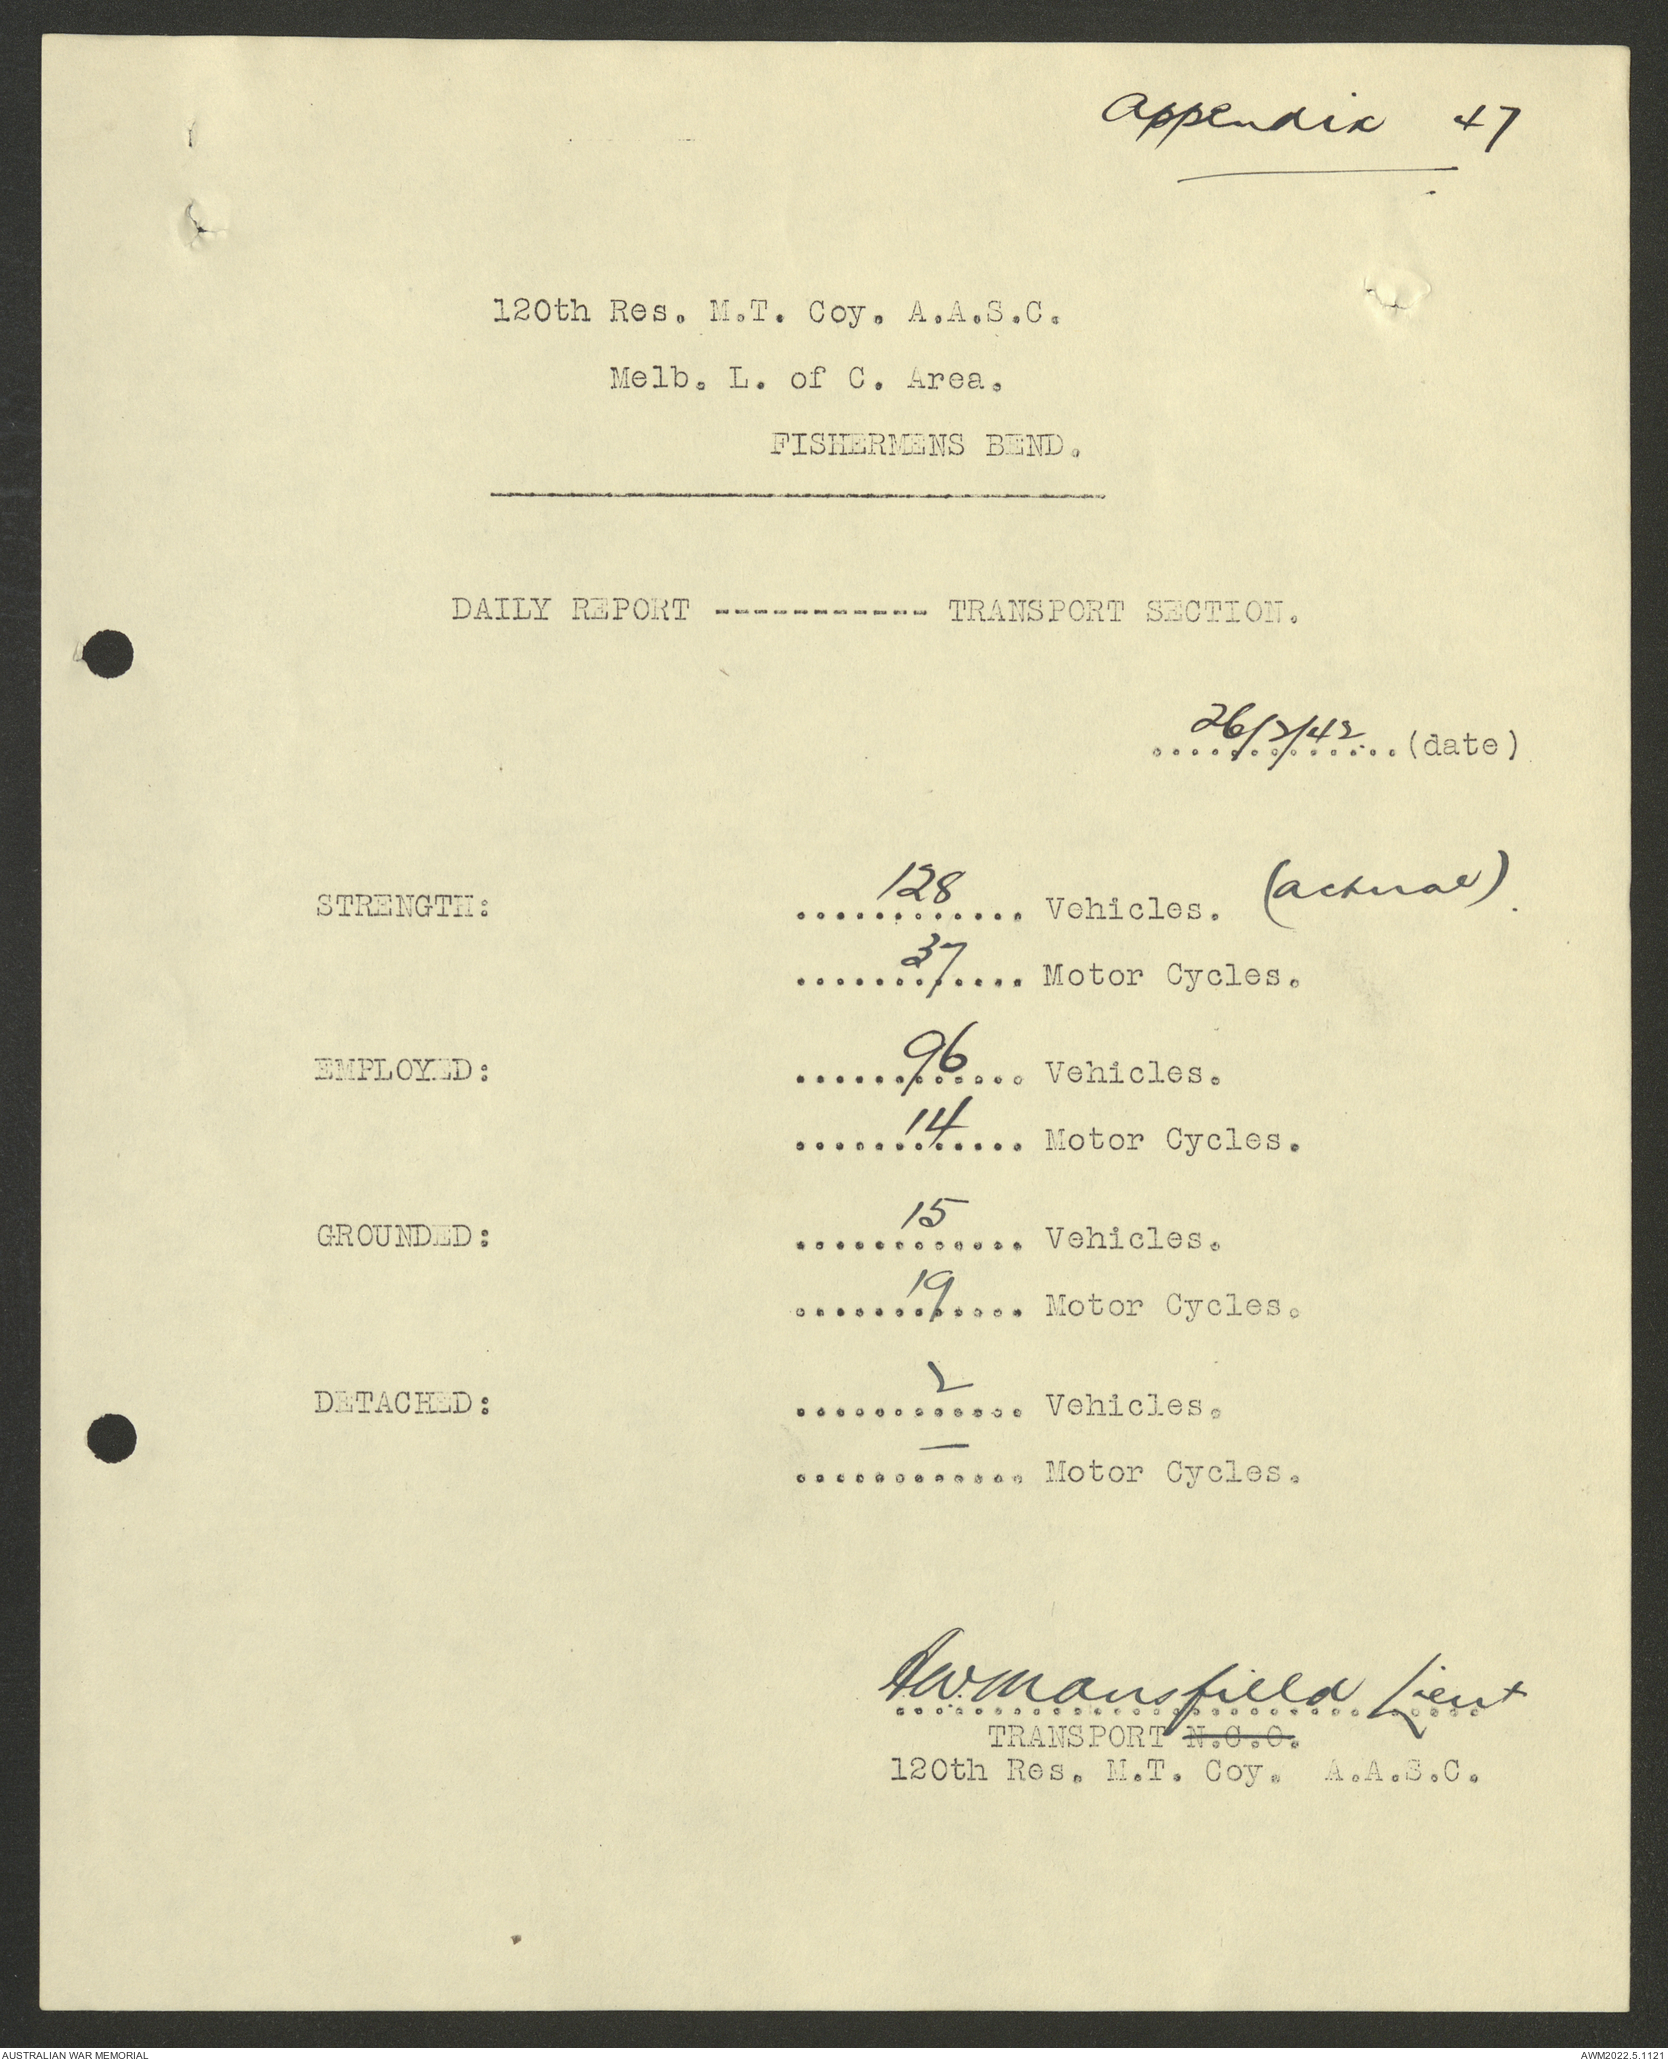 Appendix 47
120th Res. M.T. Coy. A.A.S.C.
Melb. L. of C. Area.
FISHERMENS BEND.
DAILY REPORT ----------- TRANSPORT SECTION.
26/2/42 (date)
STRENGTH: 128 Vehicles. (actual)
37 Motor Cycles.
EMPLOYED: 96 Vehicles.
14 Motor Cycles.
GROUNDED: 15 Vehicles.
19 Motor Cycles.
DETACHED: 2 Vehicles.
— Motor Cycles.
AWMansfield Lieut
TRANSPORT N.C.O.
120th Res. M.T. Coy. A.A.S.C.
AUSTRALIAN WAR MEMORIAL
AWM2022.5.1121